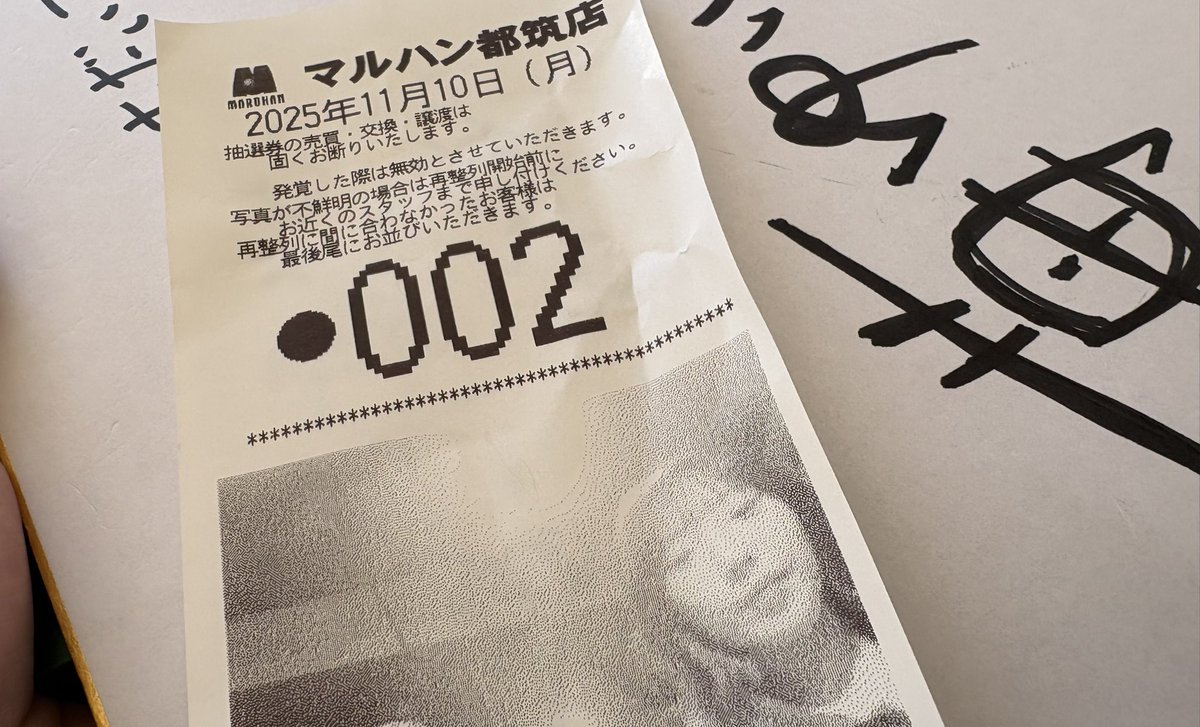 マルハン都筑店
MARUHAN
2025年11月10日(月)
抽選券の売買・交換・譲渡は
固くお断りいたします。
発覚した際は無効とさせていただきます。
写真が不鮮明の場合は再整列開始前に
お近くのスタッフまで申し付けください。
再整列に間に合わなかったお客様は
最後尾にお並びいただきます。
●002
****************************************